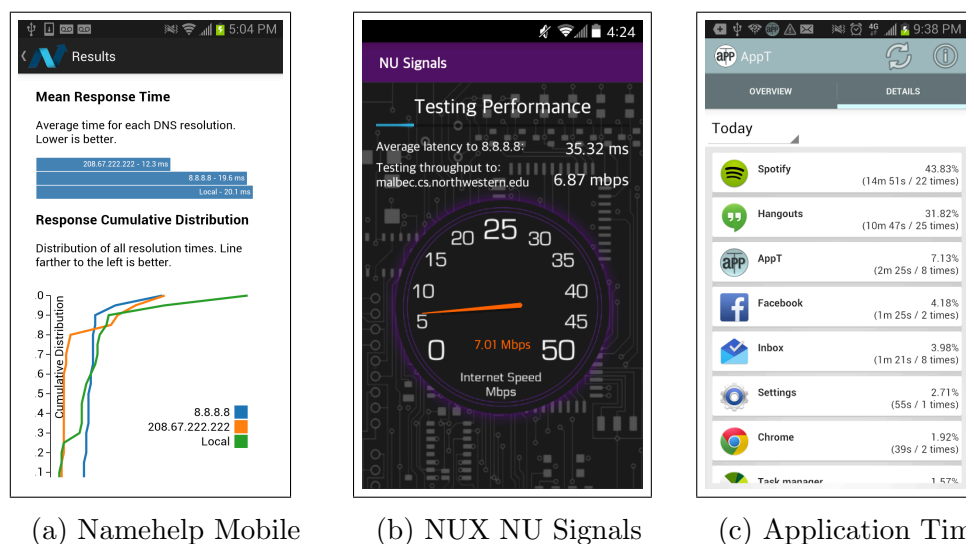 5:04 PM
Results
Mean Response Time
Average time for each DNS resolution.
Lower is better.
208.67.222.222 - 12.3 ms
8.8.8.8 - 19.6 ms
Local - 20.1 ms
Response Cumulative Distribution
Distribution of all resolution times. Line
farther to the left is better.
Cumulative Distribution
.0
.9
.8
.7
.6
.5
.4
.3
.2
.1
8.8.8.8
208.67.222.222
Local
(a) Namehelp Mobile
4:24
NU Signals
Testing Performance
Average latency to 8.8.8.8: 35.32 ms
Testing throughput to:
malbec.cs.northwestern.edu 6.87 mbps
0
5
10
15
20
25
30
35
40
45
50
7.01 Mbps
Internet Speed
Mbps
(b) NUX NU Signals
4G 9:38 PM
aPP AppT
OVERVIEW DETAILS
Today
Spotify 43.83%
(14m 51s / 22 times)
Hangouts 31.82%
(10m 47s / 25 times)
aPP AppT 7.13%
(2m 25s / 8 times)
Facebook 4.18%
(1m 25s / 2 times)
Inbox 3.98%
(1m 21s / 8 times)
Settings 2.71%
(55s / 1 times)
Chrome 1.92%
(39s / 2 times)
Task manager 1.57%
(c) Application Tim